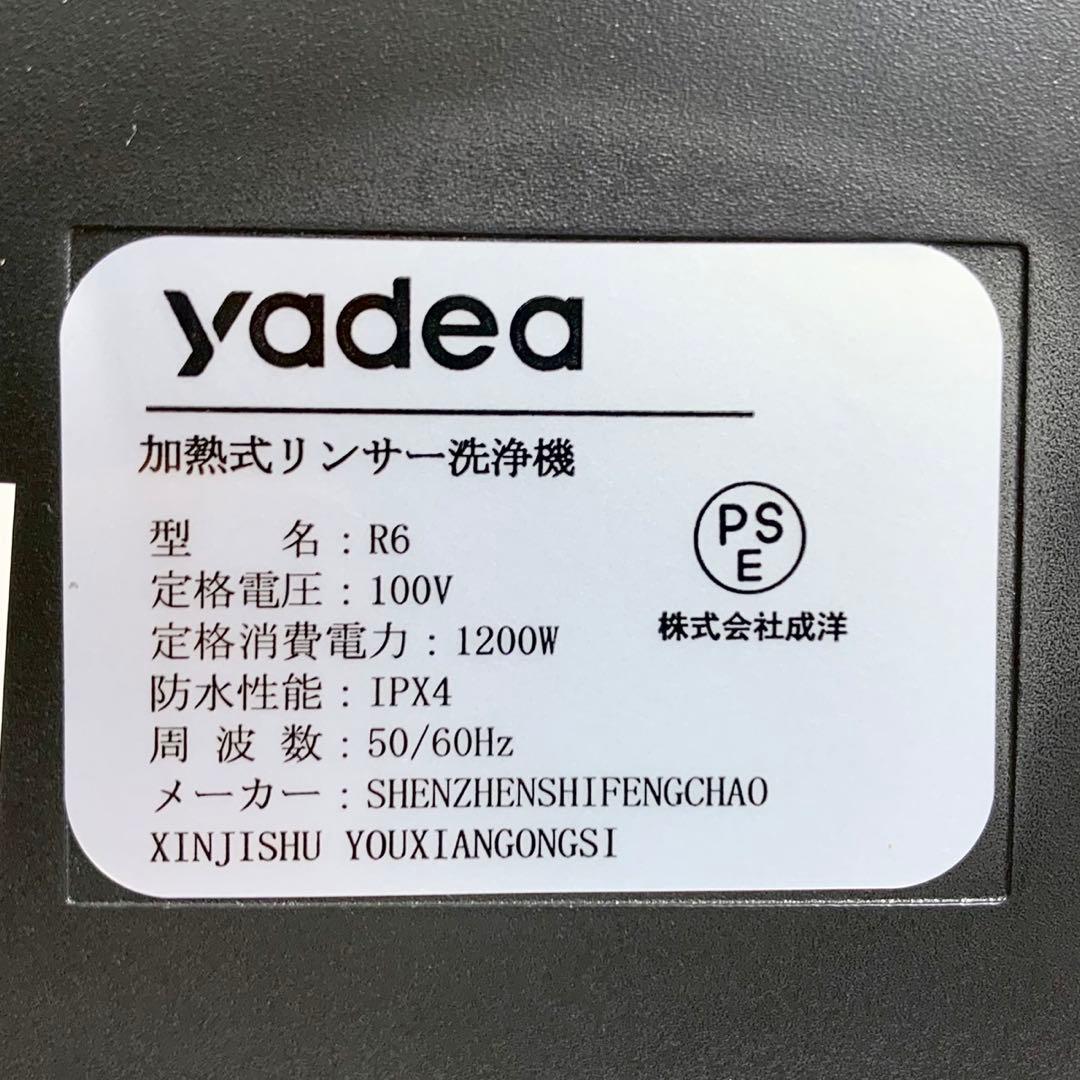 yadea
加熱式リンサー洗浄機
型 名：R6
定格電圧：100V
定格消費電力：1200W
防水性能：IPX4
周 波 数：50/60Hz
メーカー：SHENZHENSHIFENGCHAO
XINJISHU YOUXIANGONGSI
PS
E
株式会社成洋